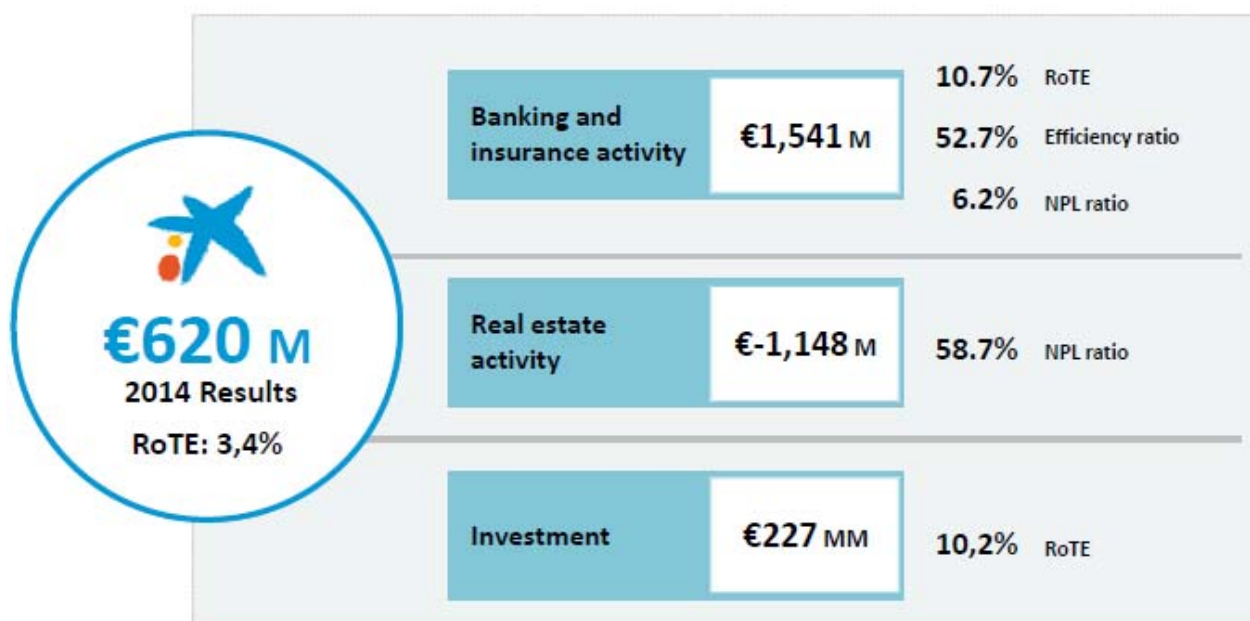 €620 M
2014 Results
RoTE: 3,4%
Banking and
insurance activity
€1,541 M
10.7% RoTE
52.7% Efficiency ratio
6.2% NPL ratio
Real estate
activity
€-1,148 M
58.7% NPL ratio
Investment
€227 MM
10,2% RoTE